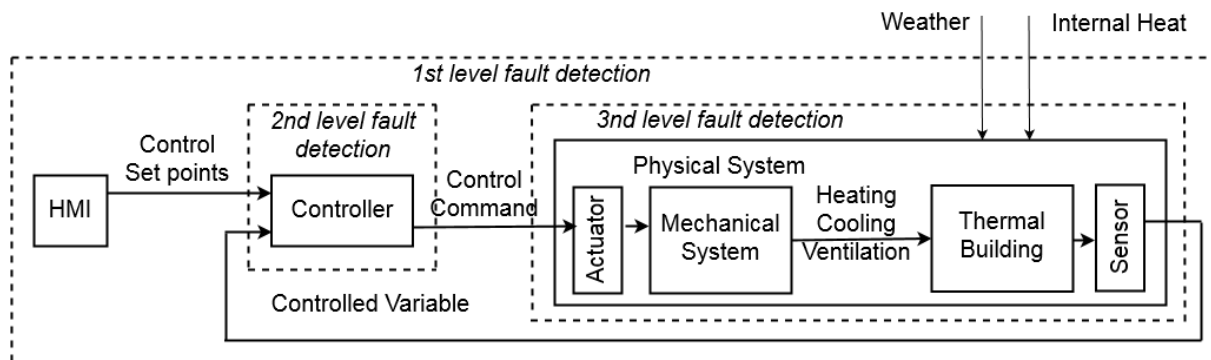 Weather
Internal Heat
1st level fault detection
2nd level fault
detection
3nd level fault detection
Control
Set points
HMI
Controller
Control
Command
Physical System
Actuator
Mechanical
System
Heating
Cooling
Ventilation
Thermal
Building
Sensor
Controlled Variable